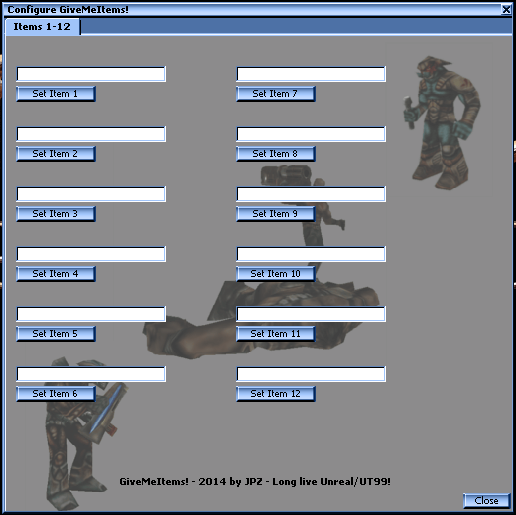 Configure GiveMeItems!
Items 1-12
Set Item 1
Set Item 7
Set Item 2
Set Item 8
Set Item 3
Set Item 9
Set Item 4
Set Item 10
Set Item 5
Set Item 11
Set Item 6
Set Item 12
GiveMeItems! - 2014 by JPZ - Long live Unreal/UT99!
Close